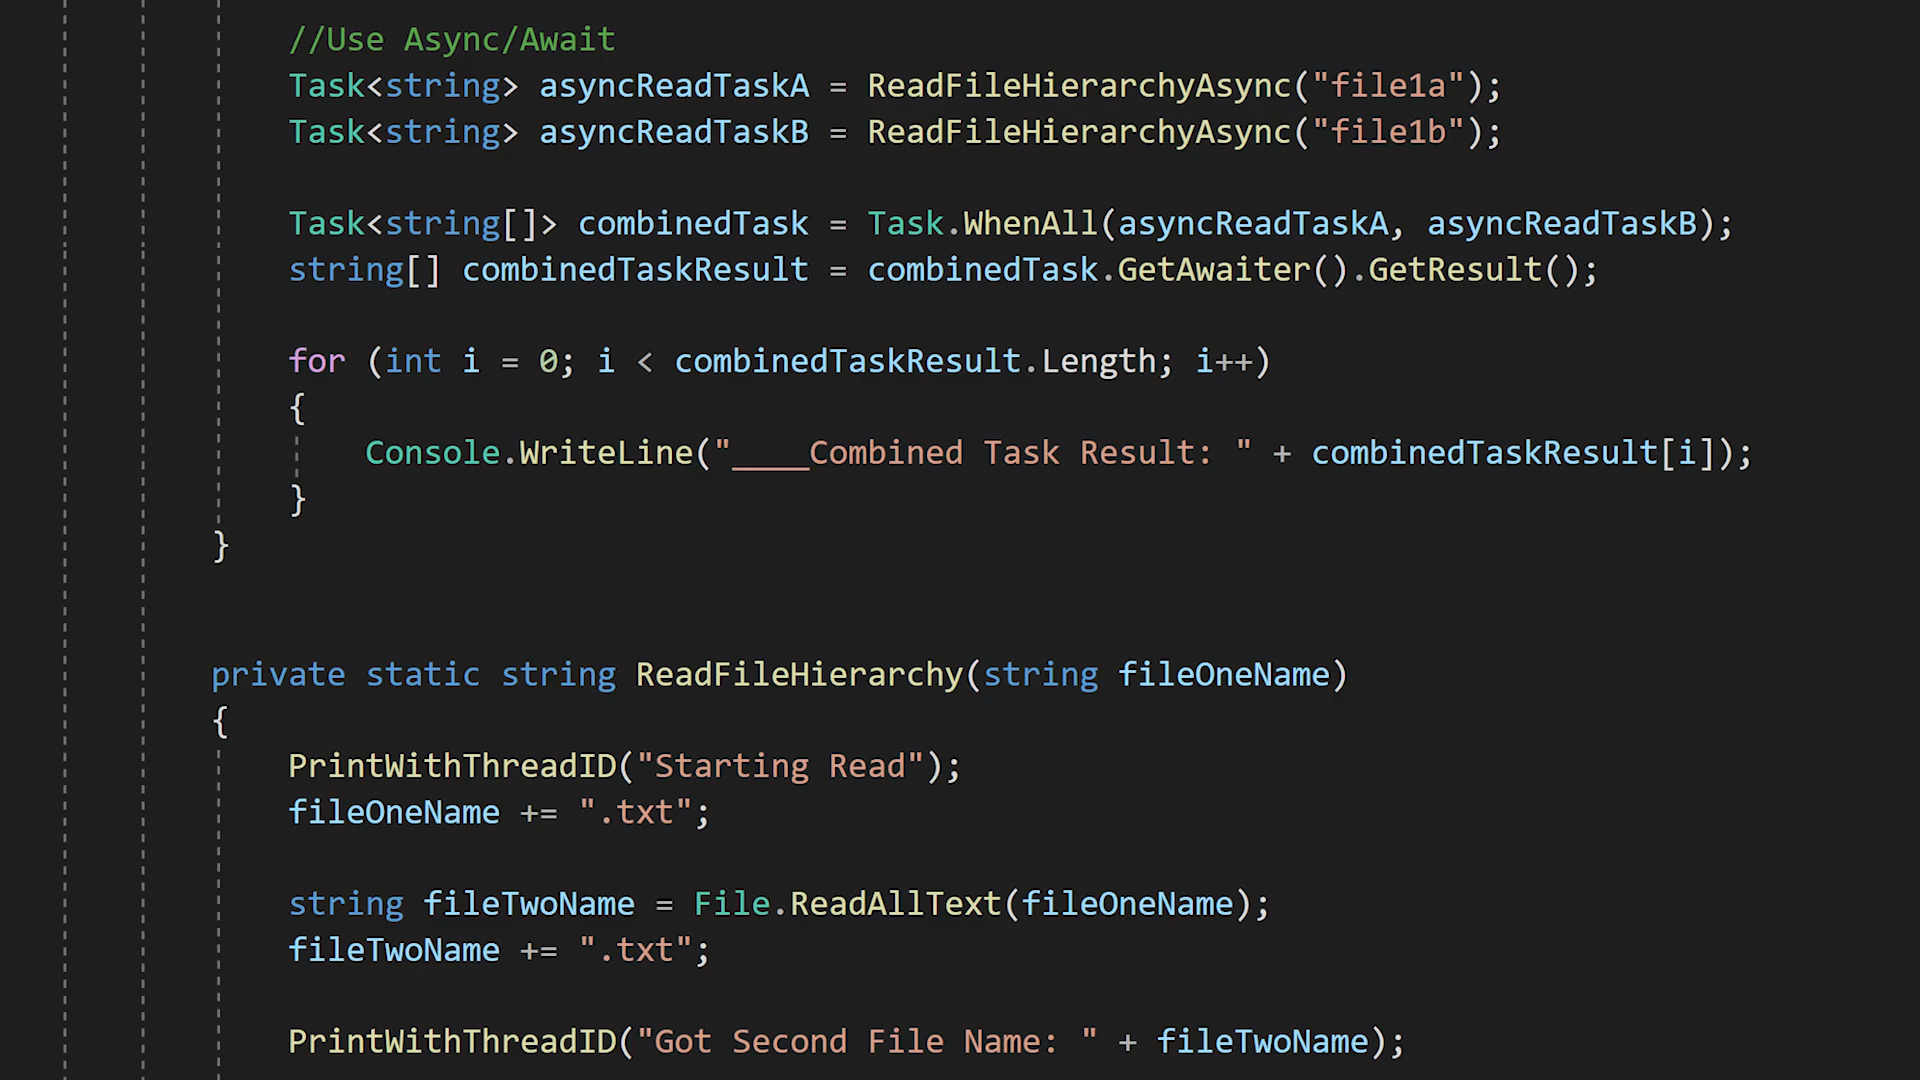 //Use Async/Await
Task<string> asyncReadTaskA = ReadFileHierarchyAsync("file1a");
Task<string> asyncReadTaskB = ReadFileHierarchyAsync("file1b");
Task<string[]> combinedTask = Task.WhenAll(asyncReadTaskA, asyncReadTaskB);
string[] combinedTaskResult = combinedTask.GetAwaiter().GetResult();
for (int i = 0; i < combinedTaskResult.Length; i++)
{
Console.WriteLine("____Combined Task Result: " + combinedTaskResult[i]);
}
}
private static string ReadFileHierarchy(string fileOneName)
{
PrintWithThreadID("Starting Read");
fileOneName += ".txt";
string fileTwoName = File.ReadAllText(fileOneName);
fileTwoName += ".txt";
PrintWithThreadID("Got Second File Name: " + fileTwoName);